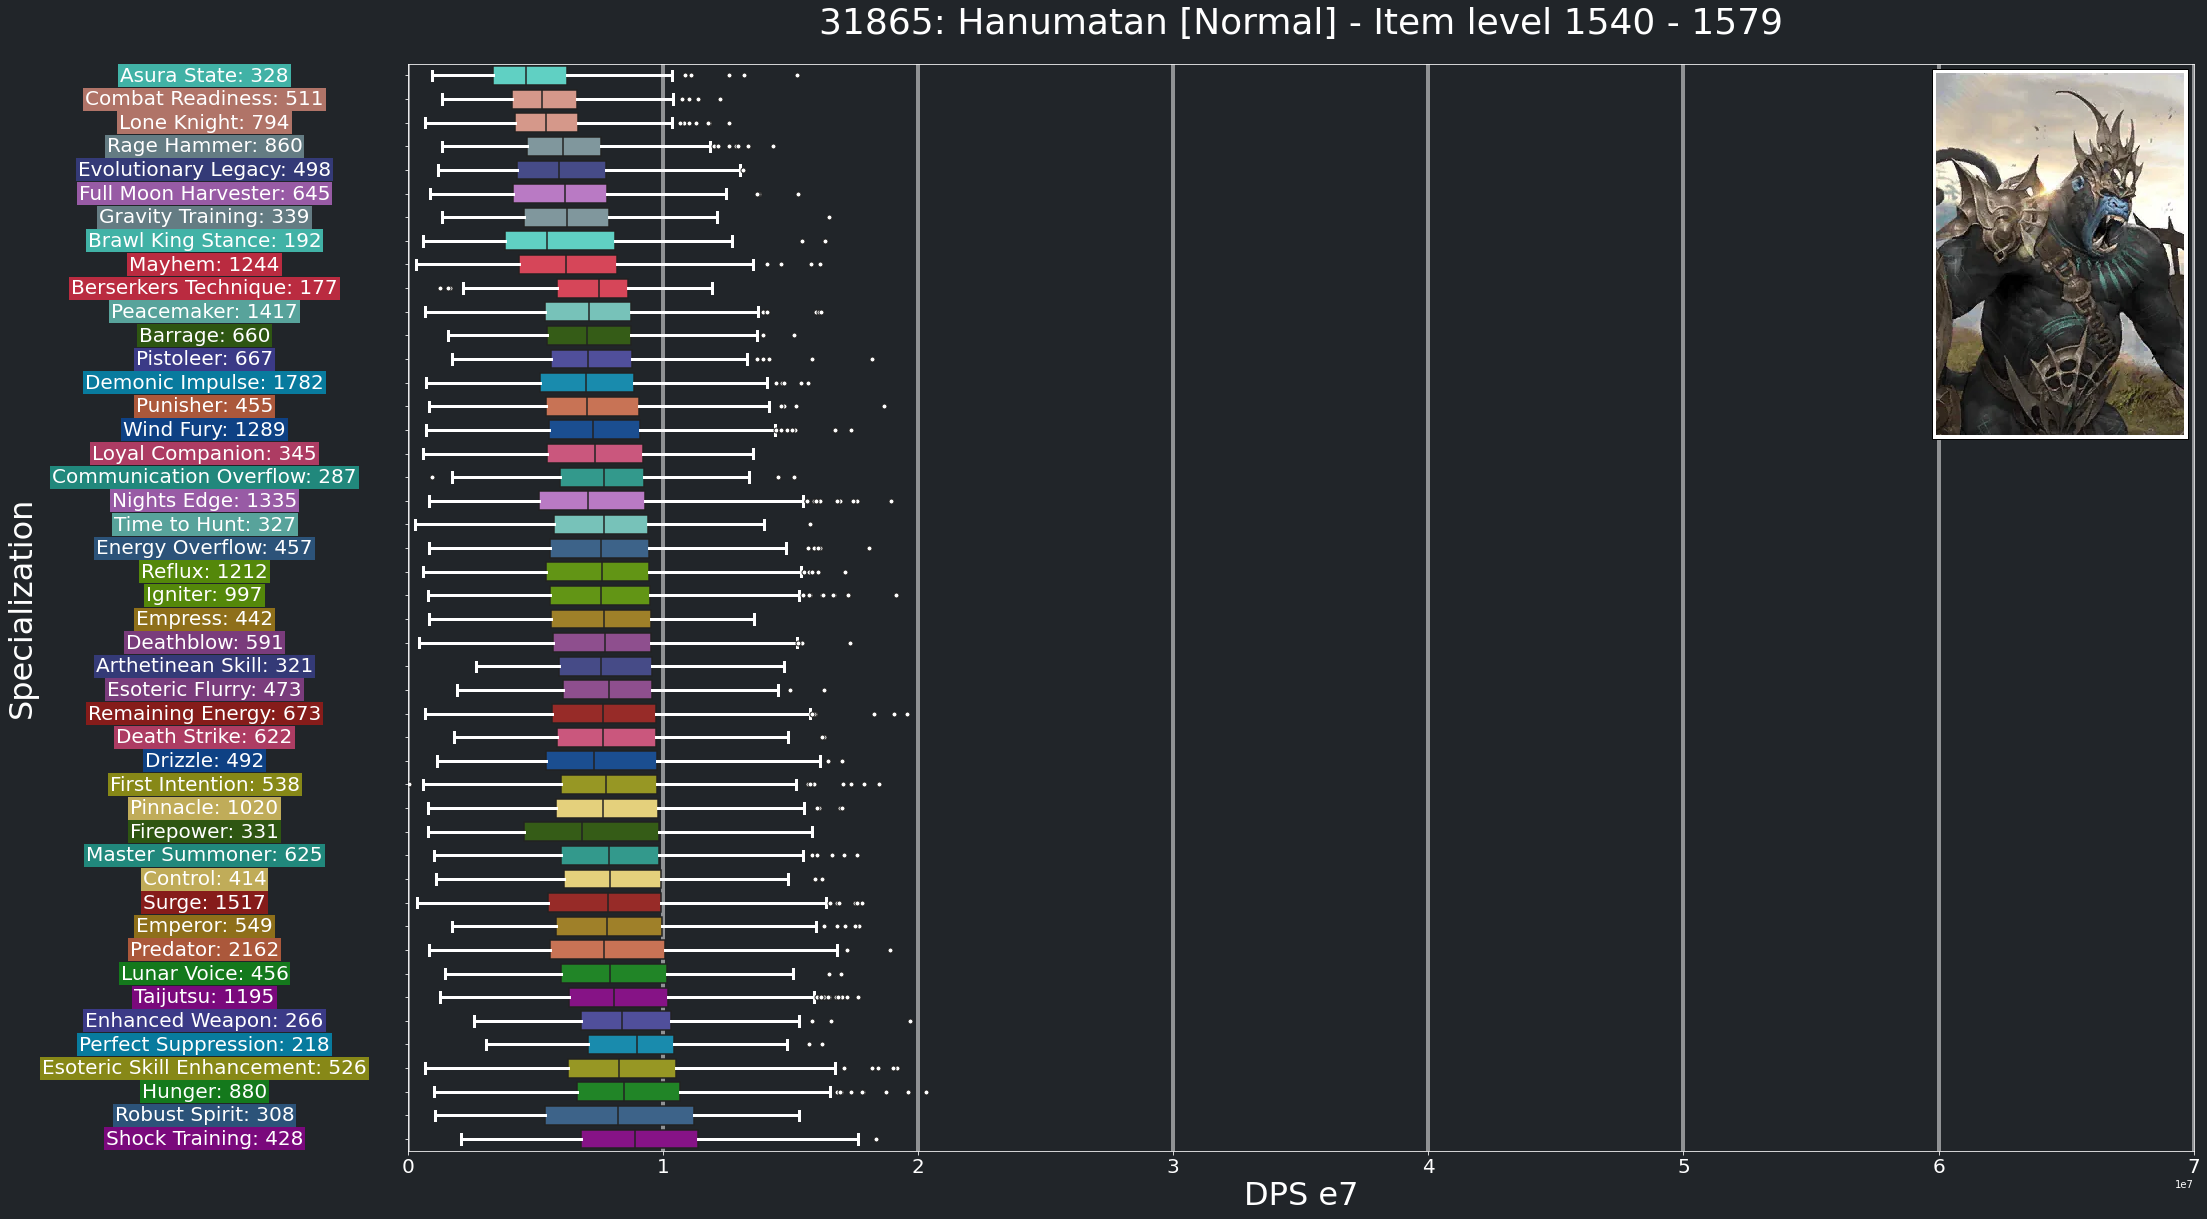 31865: Hanumatan [Normal] - Item level 1540 - 1579
Asura State: 328
Combat Readiness: 511
Lone Knight: 794
Rage Hammer: 860
Evolutionary Legacy: 498
Full Moon Harvester: 645
Gravity Training: 339
Brawl King Stance: 192
Mayhem: 1244
Berserkers Technique: 177
Peacemaker: 1417
Barrage: 660
Pistoleer: 667
Demonic Impulse: 1782
Punisher: 455
Wind Fury: 1289
Loyal Companion: 345
Communication Overflow: 287
Nights Edge: 1335
Time to Hunt: 327
Energy Overflow: 457
Reflux: 1212
Igniter: 997
Empress: 442
Deathblow: 591
Arthetinean Skill: 321
Esoteric Flurry: 473
Remaining Energy: 673
Death Strike: 622
Drizzle: 492
First Intention: 538
Pinnacle: 1020
Firepower: 331
Master Summoner: 625
Control: 414
Surge: 1517
Emperor: 549
Predator: 2162
Lunar Voice: 456
Taijutsu: 1195
Enhanced Weapon: 266
Perfect Suppression: 218
Esoteric Skill Enhancement: 526
Hunger: 880
Robust Spirit: 308
Shock Training: 428
Specialization
0 1 2 3 4 5 6 7
1e7
DPS e7